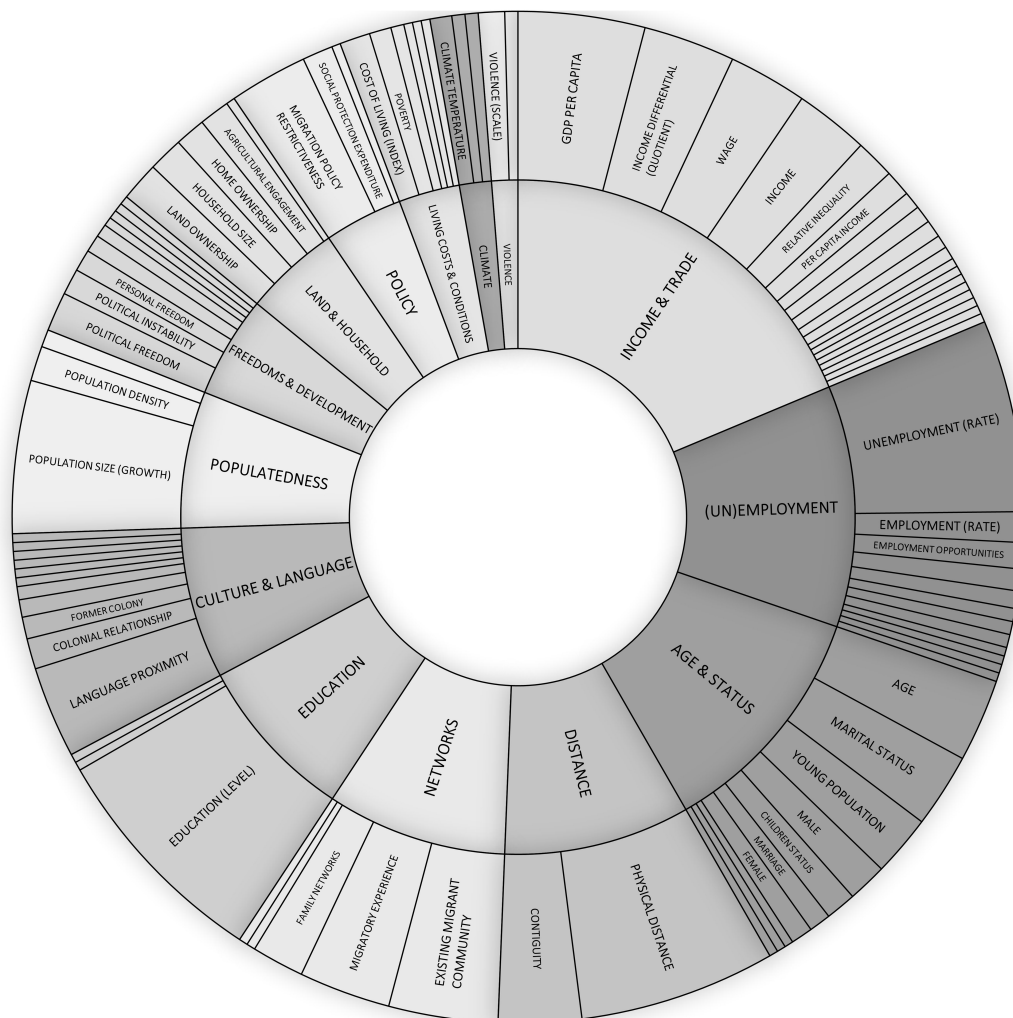 GDP PER CAPITA
INCOME DIFFERENTIAL
(QUOTIENT)
WAGE
INCOME
RELATIVE INEQUALITY
PER CAPITA INCOME
UNEMPLOYMENT (RATE)
EMPLOYMENT (RATE)
EMPLOYMENT OPPORTUNITIES
AGE
MARITAL STATUS
YOUNG POPULATION
MALE
CHILDREN STATUS
MARRIAGE
FEMALE
PHYSICAL DISTANCE
CONTIGUITY
EXISTING MIGRANT
COMMUNITY
MIGRATORY EXPERIENCE
FAMILY NETWORKS
EDUCATION (LEVEL)
LANGUAGE PROXIMITY
COLONIAL RELATIONSHIP
FORMER COLONY
POPULATION SIZE (GROWTH)
POPULATION DENSITY
POLITICAL FREEDOM
POLITICAL INSTABILITY
PERSONAL FREEDOM
LAND OWNERSHIP
HOUSEHOLD SIZE
HOME OWNERSHIP
AGRICULTURAL ENGAGEMENT
MIGRATION POLICY
RESTRICTIVENESS
SOCIAL PROTECTION EXPENDITURE
COST OF LIVING (INDEX)
POVERTY
CLIMATE TEMPERATURE
VIOLENCE (SCALE)
INCOME & TRADE
(UN)EMPLOYMENT
AGE & STATUS
DISTANCE
NETWORKS
EDUCATION
CULTURE & LANGUAGE
POPULATEDNESS
FREEDOMS & DEVELOPMENT
LAND & HOUSEHOLD
POLICY
LIVING COSTS & CONDITIONS
CLIMATE
VIOLENCE